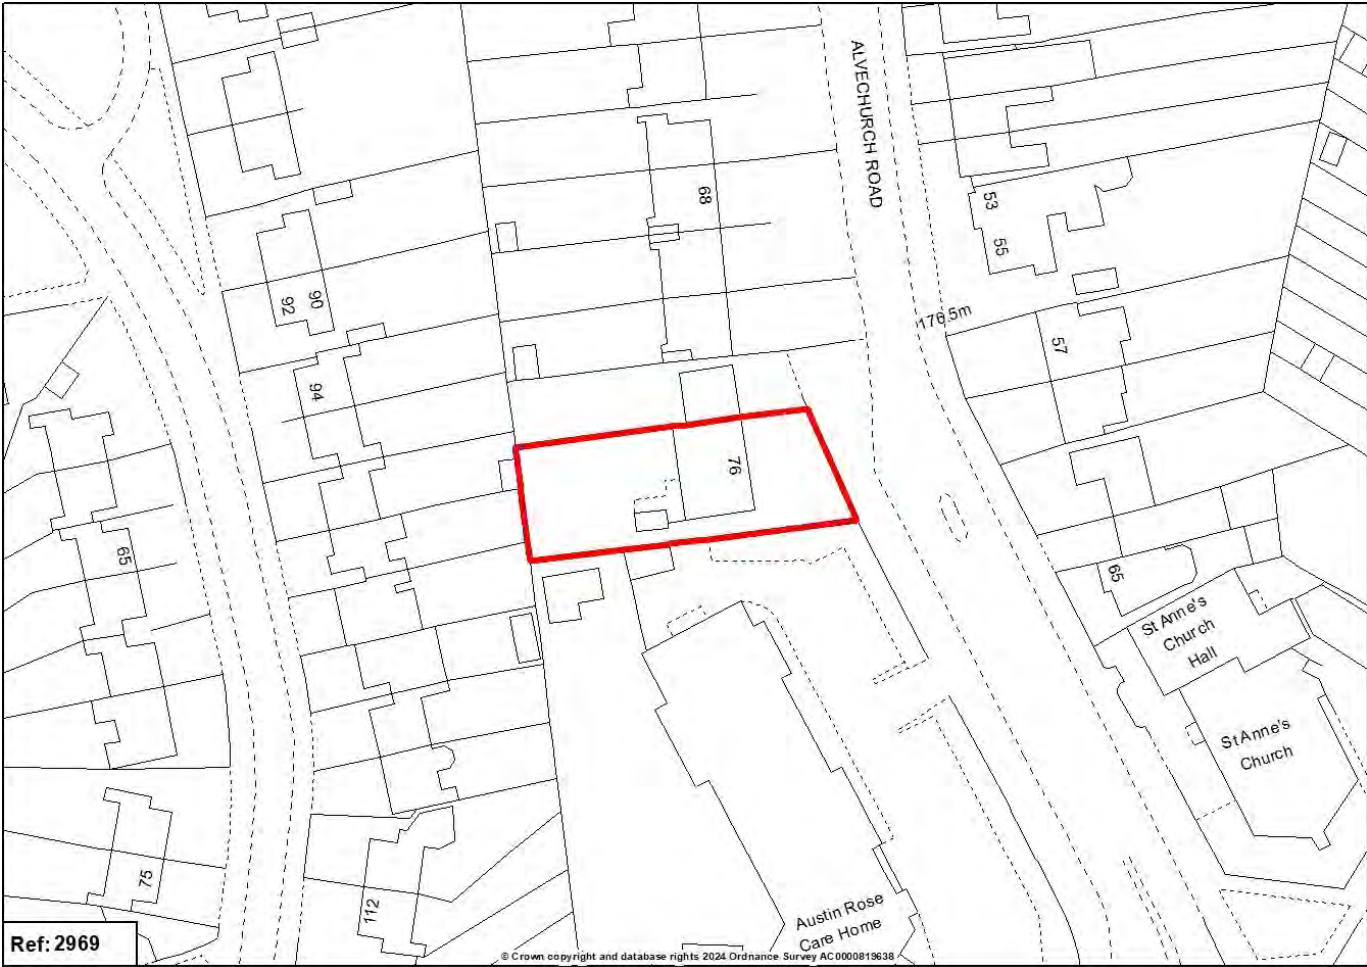 ALVECHURCH ROAD
68
53
55
176.5m
92
90
57
94
76
65
65
St Anne's
Church
Hall
St Anne's
Church
75
112
Austin Rose
Care Home
Ref: 2969
© Crown copyright and database rights 2024 Ordnance Survey AC0000819638